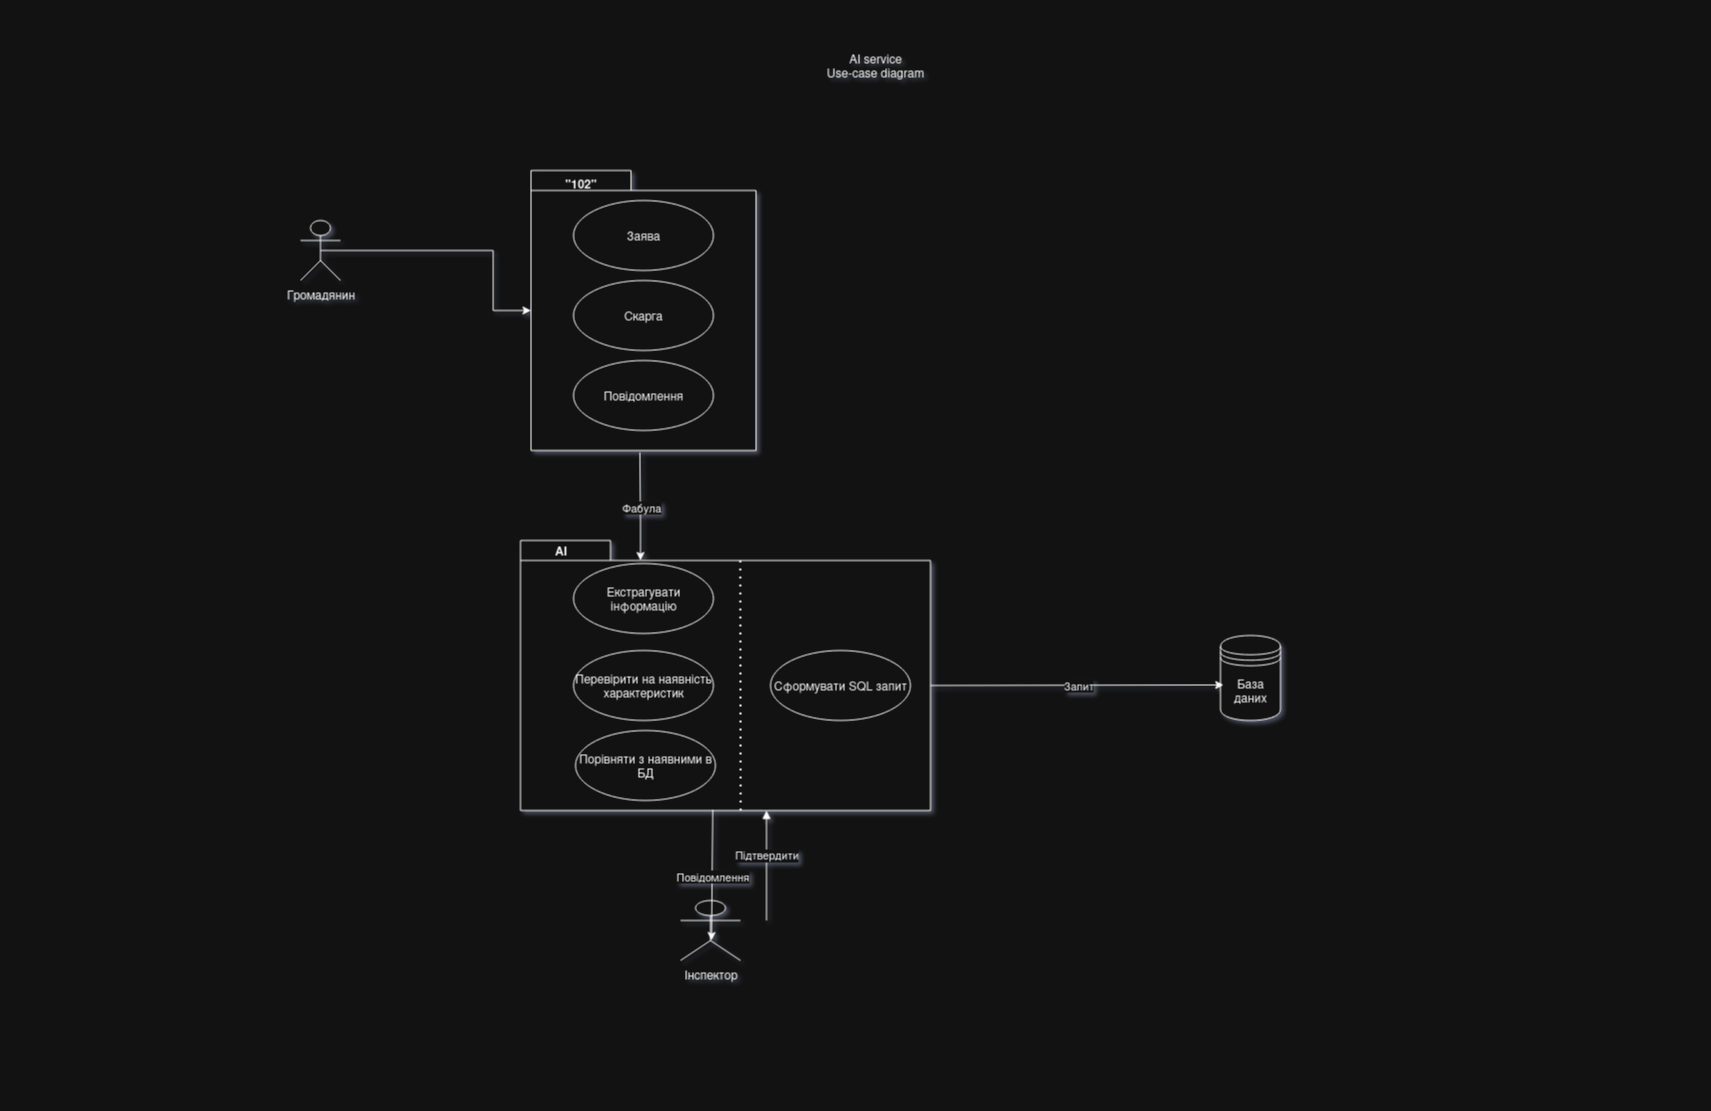 AI service
Use-case diagram
"102"
Заява
Громадянин
Скарга
Повідомлення
Фабула
AI
Екстрагувати
інформацію
Перевірити на наявність
характеристик
Сформувати SQL запит
Запит
База
даних
Порівняти з наявними в
БД
Підтвердити
Повідомлення
Інспектор